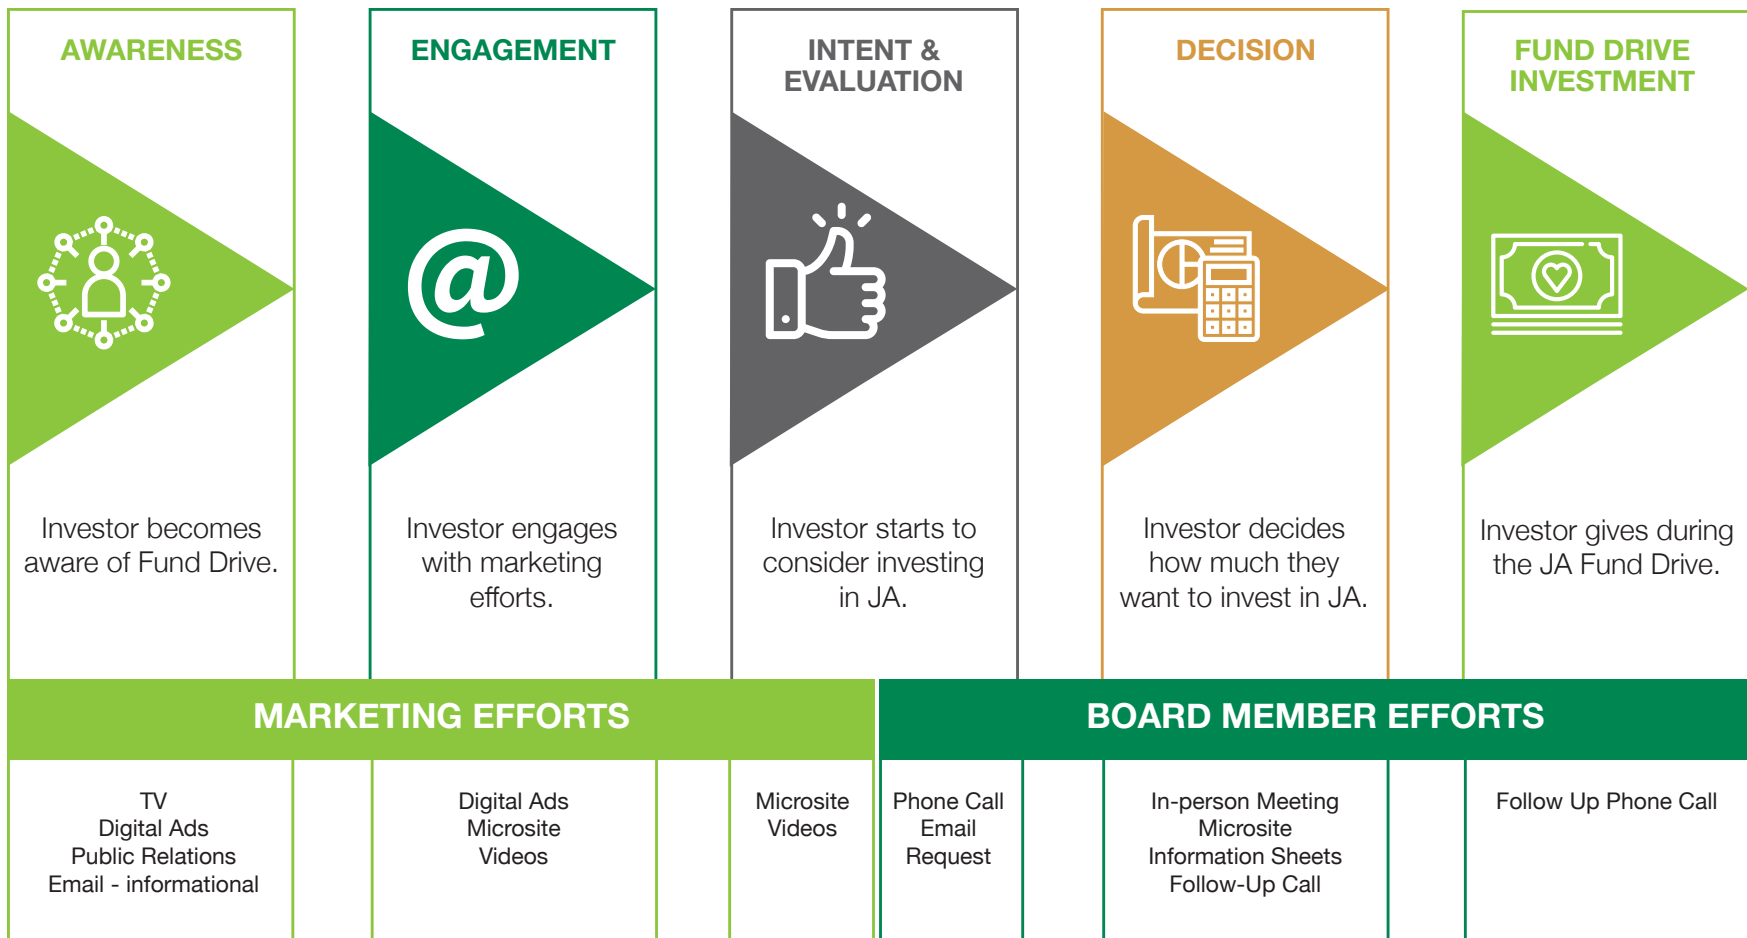 AWARENESS
ENGAGEMENT
INTENT &
EVALUATION
DECISION
FUND DRIVE
INVESTMENT
@
Investor becomes
aware of Fund Drive.
Investor engages
with marketing
efforts.
Investor starts to
consider investing
in JA.
Investor decides
how much they
want to invest in JA.
Investor gives during
the JA Fund Drive.
MARKETING EFFORTS
BOARD MEMBER EFFORTS
TV
Digital Ads
Public Relations
Email - informational
Digital Ads
Microsite
Videos
Microsite
Videos
Phone Call
Email
Request
In-person Meeting
Microsite
Information Sheets
Follow-Up Call
Follow Up Phone Call